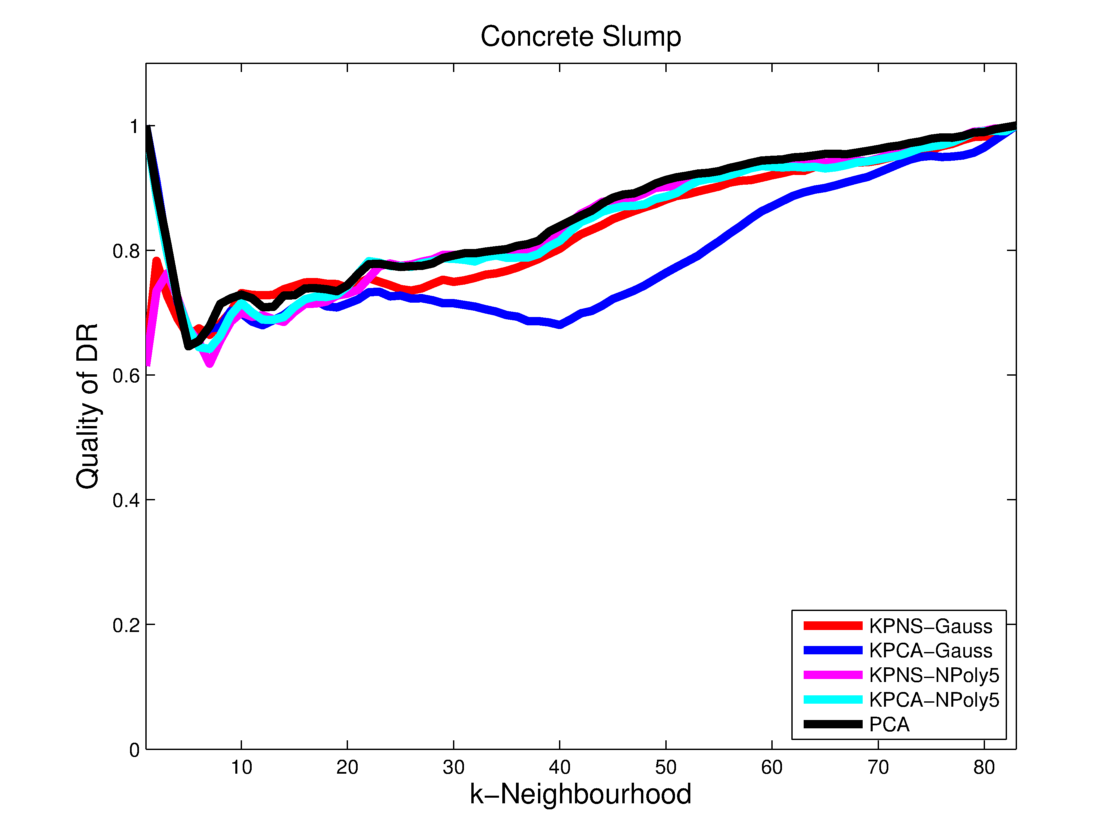 Concrete Slump
Quality of DR
1
0.8
0.6
0.4
0.2
0
10 20 30 40 50 60 70 80
k−Neighbourhood
KPNS−Gauss
KPCA−Gauss
KPNS−NPoly5
KPCA−NPoly5
PCA